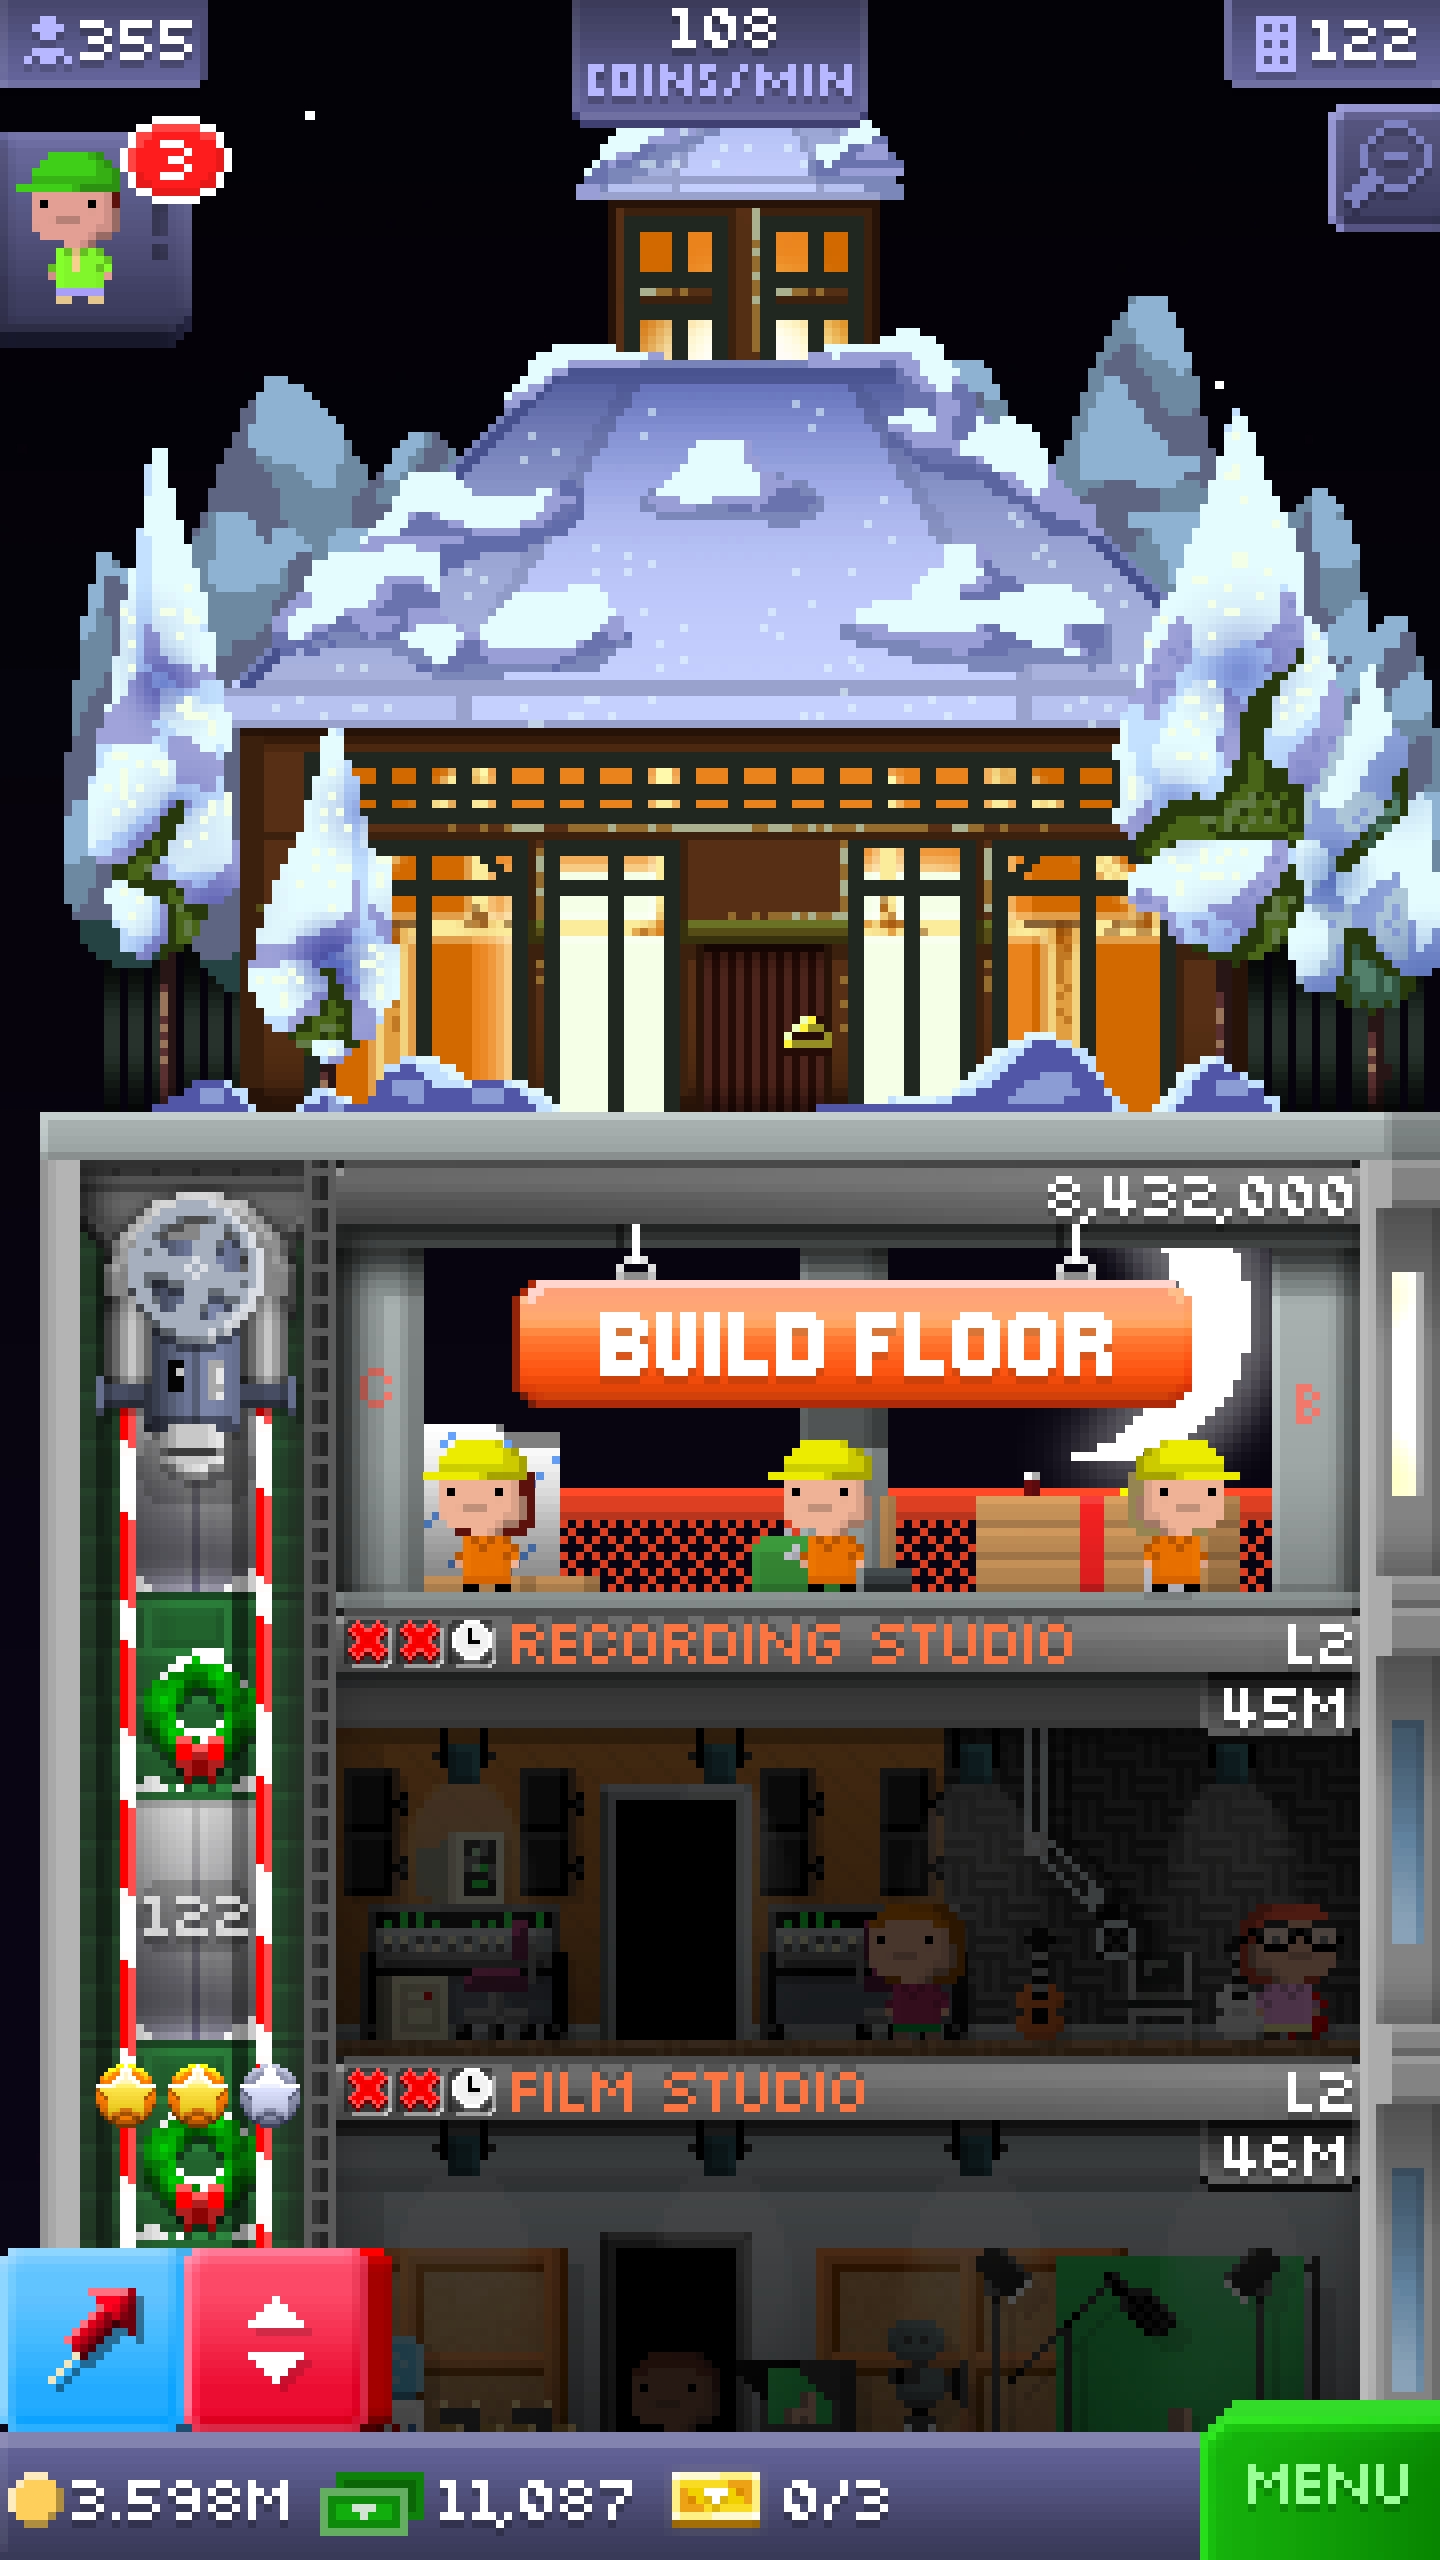 355
108
COINS/MIN
122
3
8,432,000
BUILD FLOOR
C
B
RECORDING STUDIO
L2
45M
122
FILM STUDIO
L2
46M
3.598M
11,087
0/3
MENU